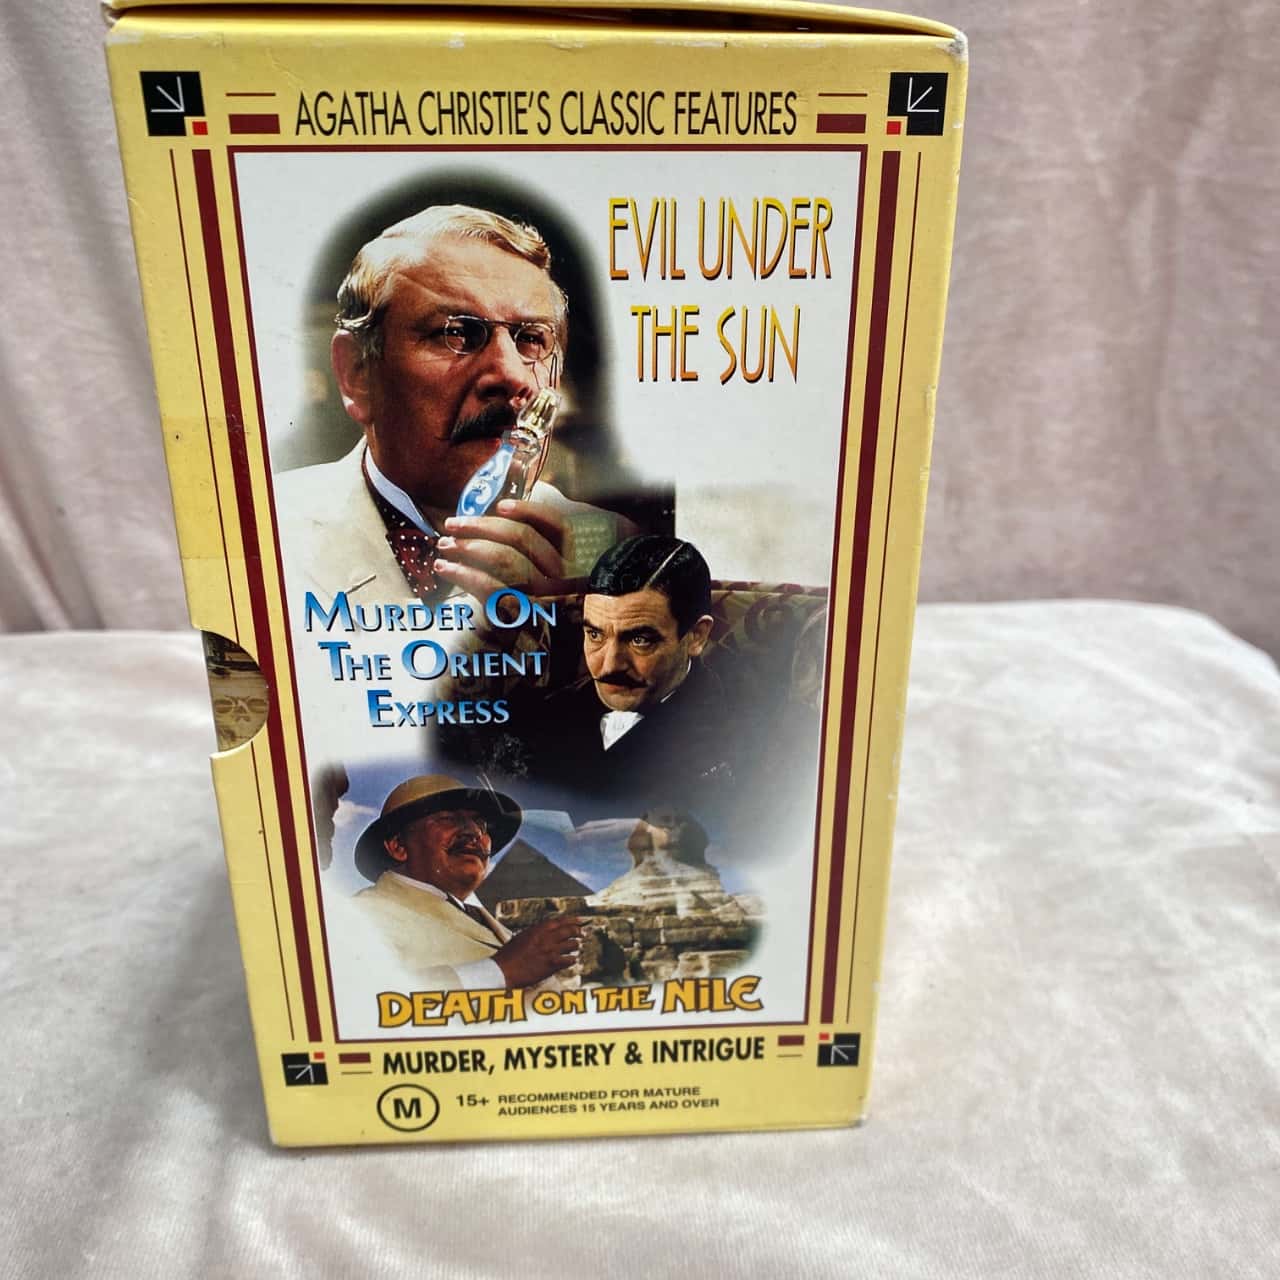 AGATHA CHRISTIE'S CLASSIC FEATURES
EVIL UNDER
THE SUN
MURDER ON
THE ORIENT
EXPRESS
DEATH ON THE NILE
MURDER, MYSTERY & INTRIGUE
M 15+ RECOMMENDED FOR MATURE
AUDIENCES 15 YEARS AND OVER